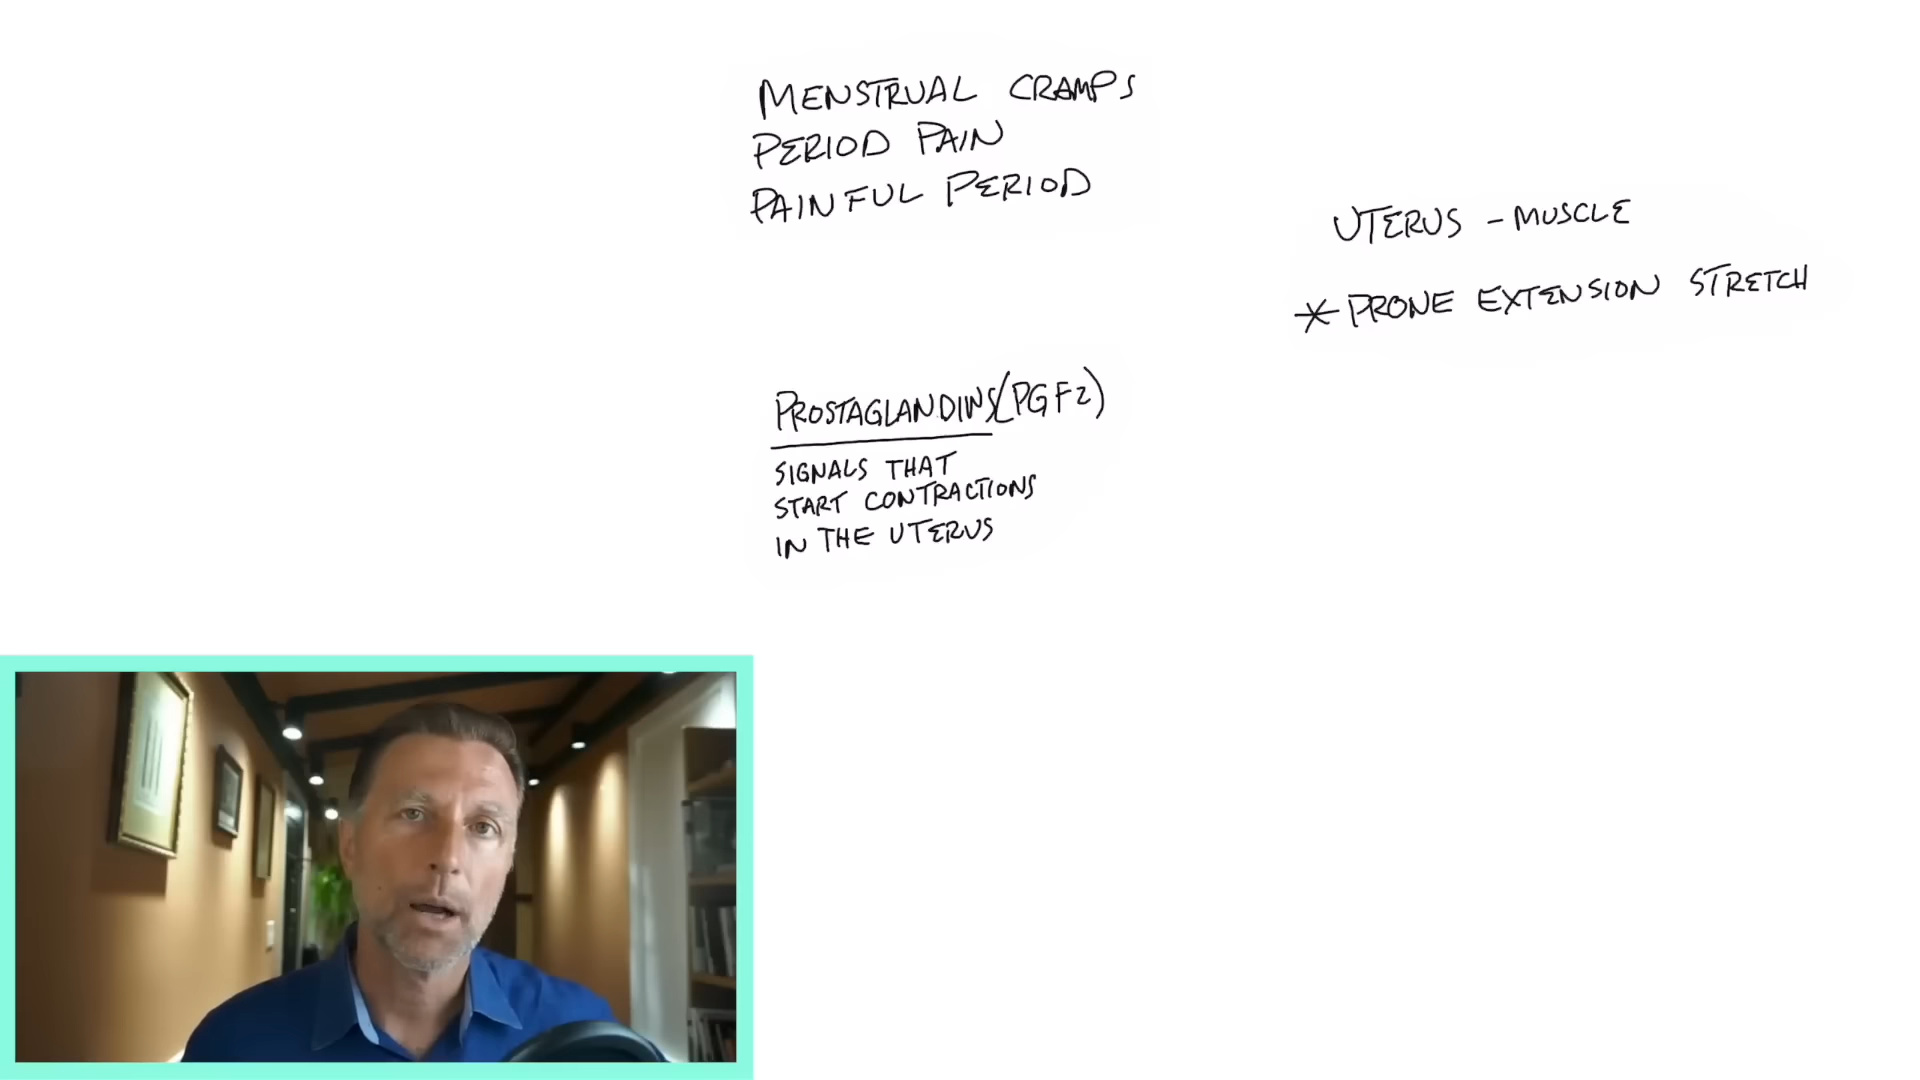 MENSTRUAL CRAMPS
PERIOD PAIN
PAINFUL PERIOD
UTERUS - MUSCLE
* PRONE EXTENSION STRETCH
PROSTAGLANDINS (PGF2)
SIGNALS THAT
START CONTRACTIONS
IN THE UTERUS